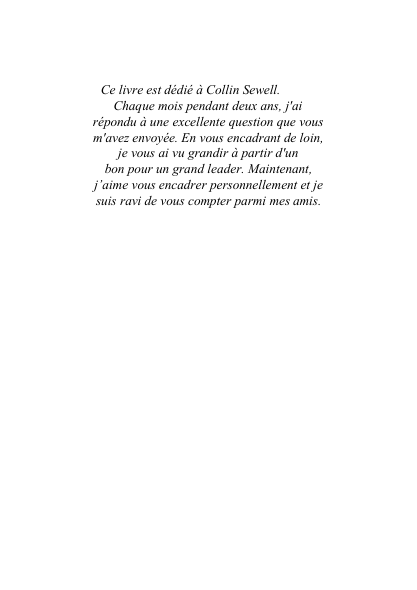 Ce livre est dédié à Collin Sewell.
Chaque mois pendant deux ans, j'ai
répondu à une excellente question que vous
m'avez envoyée. En vous encadrant de loin,
je vous ai vu grandir à partir d'un
bon pour un grand leader. Maintenant,
j’aime vous encadrer personnellement et je
suis ravi de vous compter parmi mes amis.